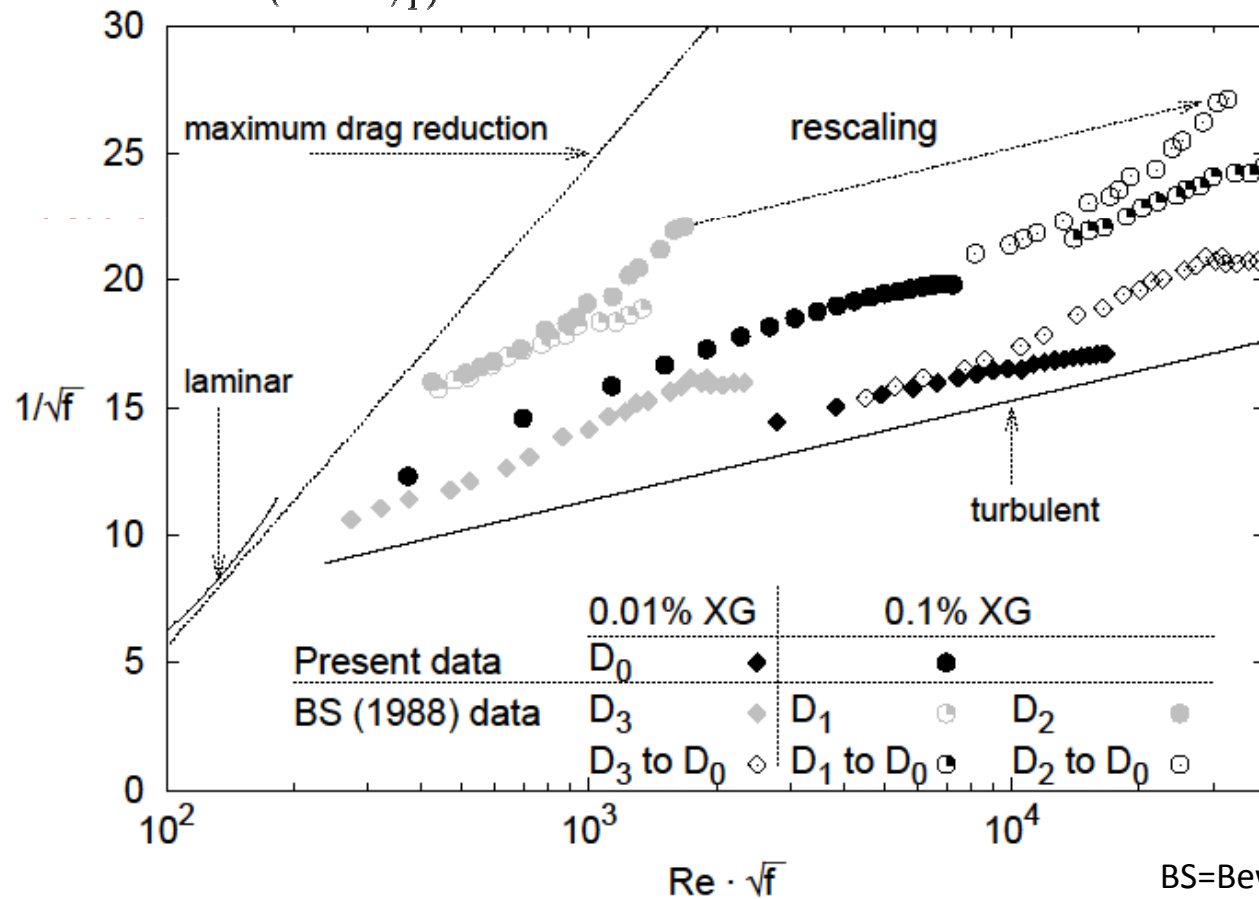 30
maximum drag reduction
rescaling
25
20
laminar
1/√f
15
10
turbulent
0.01% XG 0.1% XG
5
Present data D₀
BS (1988) data D₃ D₁ D₂
D₃ to D₀ D₁ to D₀ D₂ to D₀
0
10² 10³ 10⁴
Re · √f